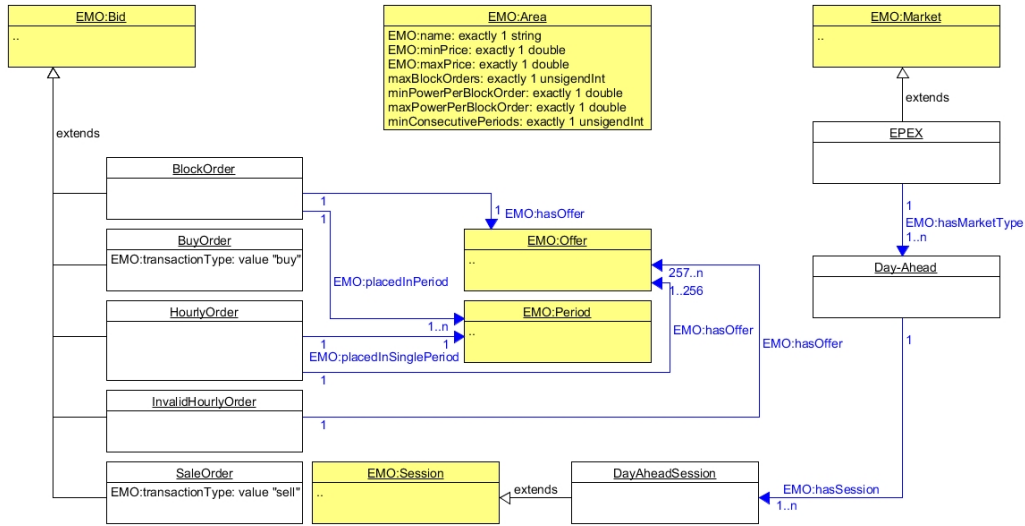 EMO:Bid
..
EMO:Area
EMO:name: exactly 1 string
EMO:minPrice: exactly 1 double
EMO:maxPrice: exactly 1 double
maxBlockOrders: exactly 1 unsigendInt
minPowerPerBlockOrder: exactly 1 double
maxPowerPerBlockOrder: exactly 1 double
minConsecutivePeriods: exactly 1 unsigendInt
EMO:Market
..
extends
extends
EPEX
BlockOrder
1
1
1
EMO:hasOffer
1
EMO:hasMarketType
1..n
BuyOrder
EMO:transactionType: value "buy"
EMO:Offer
..
257..n
1..256
Day-Ahead
EMO:placedInPeriod
HourlyOrder
1..n
1
1
EMO:placedInSinglePeriod
1
EMO:Period
..
EMO:hasOffer
EMO:hasOffer
1
InvalidHourlyOrder
1
SaleOrder
EMO:transactionType: value "sell"
EMO:Session
..
extends
DayAheadSession
EMO:hasSession
1..n